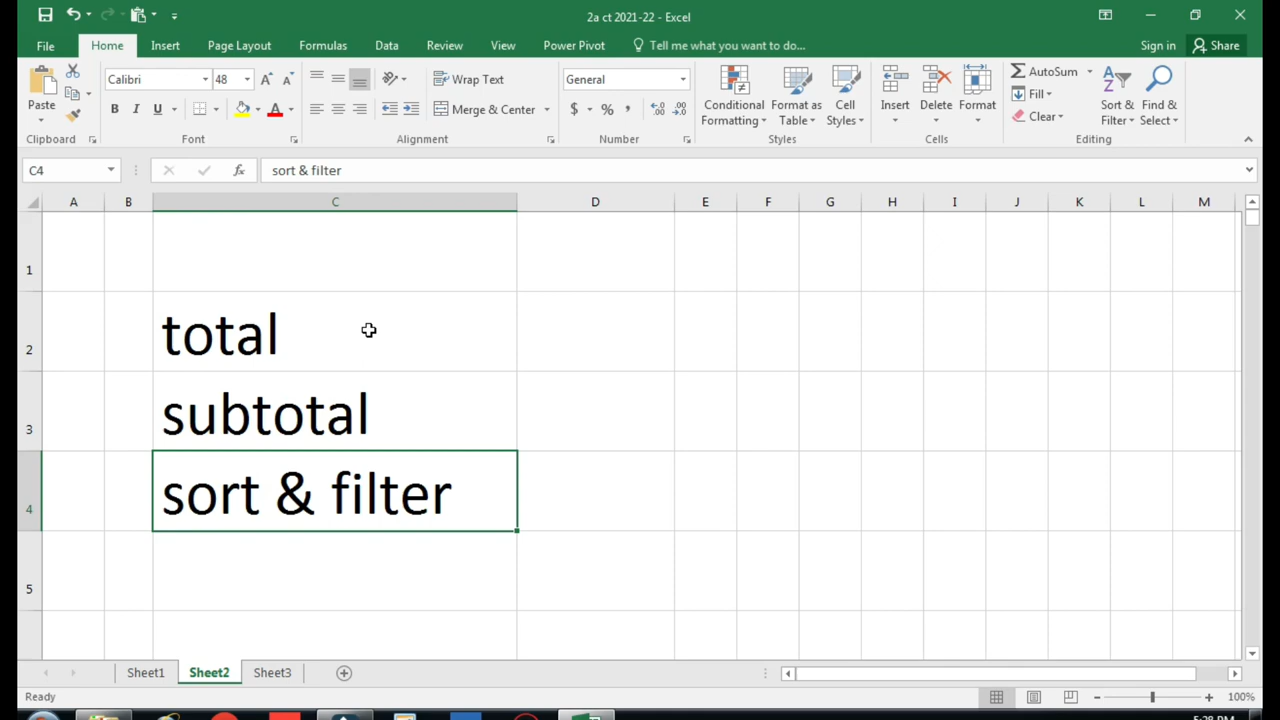 2a ct 2021-22 - Excel
File Home Insert Page Layout Formulas Data Review View Power Pivot Tell me what you want to do... Sign in Share
Paste
Clipboard
Calibri 48
B I U A
Font
Wrap Text
Merge & Center
Alignment
General
$ % ,
Number
Conditional Formatting
Format as Table
Cell Styles
Styles
Insert
Delete
Format
Cells
AutoSum
Fill
Clear
Sort & Filter
Find & Select
Editing
C4 fx sort & filter
A B C D E F G H I J K L M
1
2 total
3 subtotal
4 sort & filter
5
Sheet1 Sheet2 Sheet3
Ready 100%